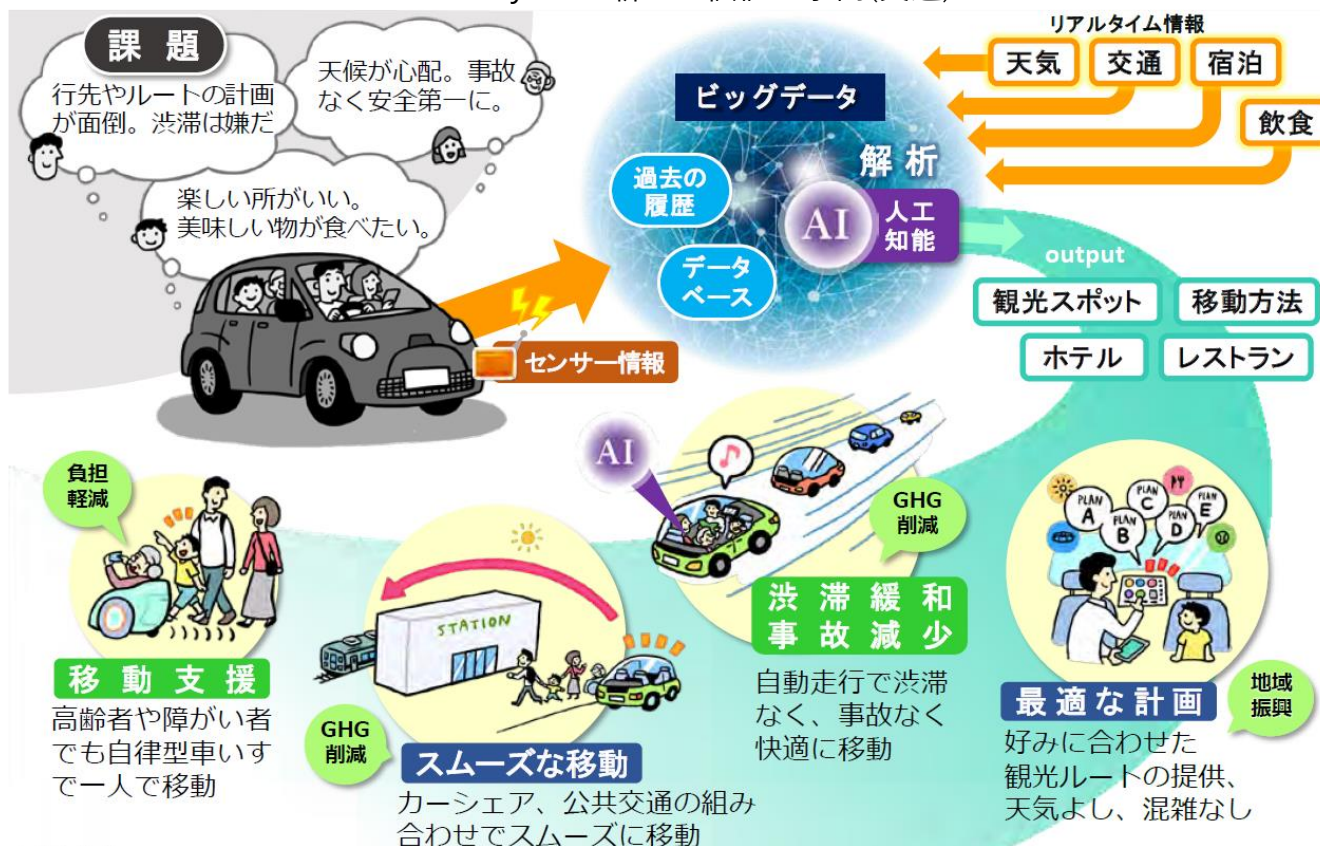 課題
行先やルートの計画
が面倒。渋滞は嫌だ
天候が心配。事故
なく安全第一に。
楽しい所がいい。
美味しい物が食べたい。
センサー情報
ビッグデータ
過去の
履歴
データ
ベース
解析
AI
人工
知能
リアルタイム情報
天気
交通
宿泊
飲食
output
観光スポット
移動方法
ホテル
レストラン
PLAN
A
PLAN
B
PLAN
C
PLAN
D
PLAN
E
最適な計画
地域
振興
好みに合わせた
観光ルートの提供、
天気よし、混雑なし
AI
GHG
削減
渋滞緩和
事故減少
自動走行で渋滞
なく、事故なく
快適に移動
STATION
GHG
削減
スムーズな移動
カーシェア、公共交通の組み
合わせでスムーズに移動
負担
軽減
移動支援
高齢者や障がい者
でも自律型車いす
で一人で移動